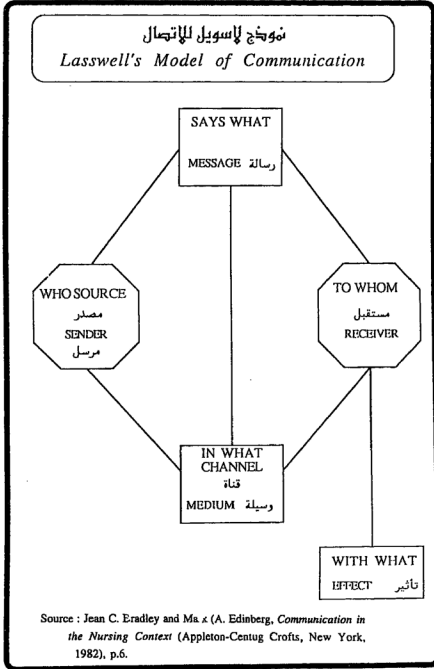 نموذج لاسويل للاتصال
Lasswell's Model of Communication
SAYS WHAT
MESSAGE رسالة
WHO SOURCE
مصدر
SENDER
مرسل
TO WHOM
مستقبل
RECEIVER
IN WHAT
CHANNEL
قناة
MEDIUM وسيلة
WITH WHAT
EFFECT تأثير
Source : Jean C. Eradley and Ma (A. Edinberg, Communication in
the Nursing Context (Appleton-Centug Crofts, New York,
1982), p.6.